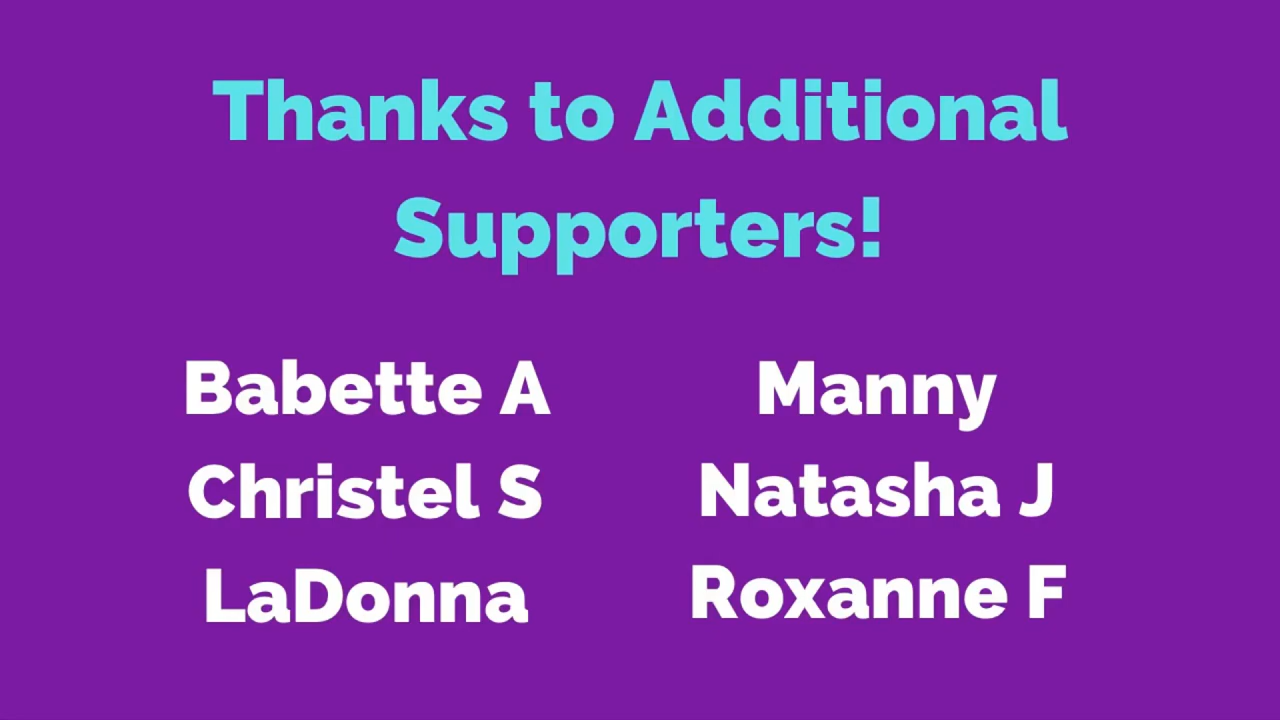 Thanks to Additional
Supporters!
Babette A
Christel S
LaDonna
Manny
Natasha J
Roxanne F